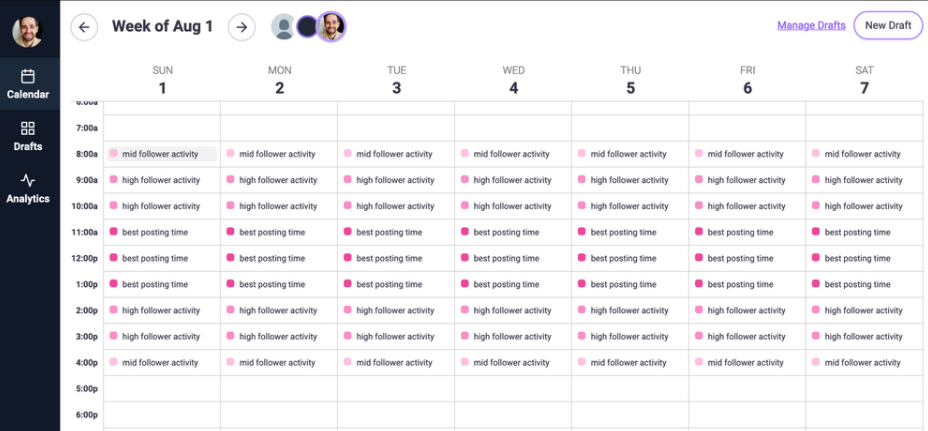 Week of Aug 1
Manage Drafts
New Draft
Calendar
Drafts
Analytics
SUN MON TUE WED THU FRI SAT
1 2 3 4 5 6 7
7:00a
8:00a mid follower activity mid follower activity mid follower activity mid follower activity mid follower activity mid follower activity mid follower activity
9:00a high follower activity high follower activity high follower activity high follower activity high follower activity high follower activity high follower activity
10:00a high follower activity high follower activity high follower activity high follower activity high follower activity high follower activity high follower activity
11:00a best posting time best posting time best posting time best posting time best posting time best posting time best posting time
12:00p best posting time best posting time best posting time best posting time best posting time best posting time best posting time
1:00p best posting time best posting time best posting time best posting time best posting time best posting time best posting time
2:00p high follower activity high follower activity high follower activity high follower activity high follower activity high follower activity high follower activity
3:00p high follower activity high follower activity high follower activity high follower activity high follower activity high follower activity high follower activity
4:00p mid follower activity mid follower activity mid follower activity mid follower activity mid follower activity mid follower activity mid follower activity
5:00p
6:00p